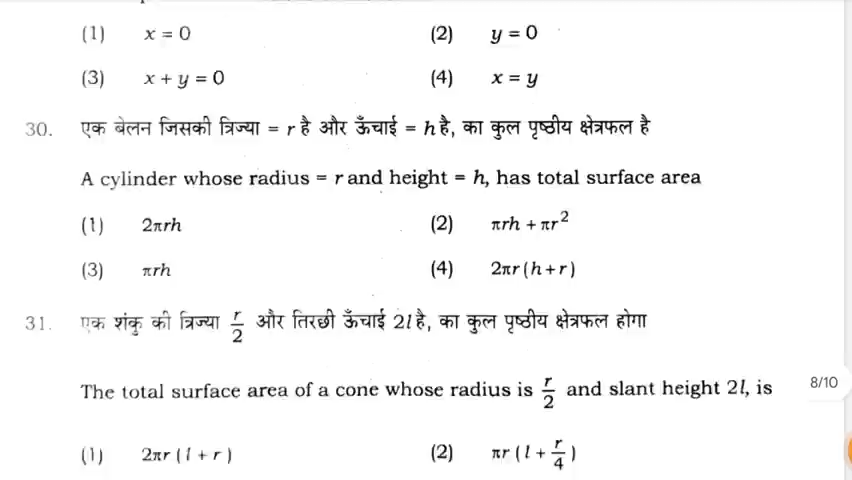 (1) x = 0 (2) y = 0
(3) x + y = 0 (4) x = y
30. एक बेलन जिसकी त्रिज्या = r है और ऊँचाई = h है, का कुल पृष्ठीय क्षेत्रफल है
A cylinder whose radius = r and height = h, has total surface area
(1) 2πrh (2) πrh + πr²
(3) πrh (4) 2πr (h + r)
31. एक शंकु की त्रिज्या r/2 और तिरछी ऊँचाई 2l है, का कुल पृष्ठीय क्षेत्रफल होगा
The total surface area of a cone whose radius is r/2 and slant height 2l, is
8/10
(1) 2πr (l + r) (2) πr (l + r/4)